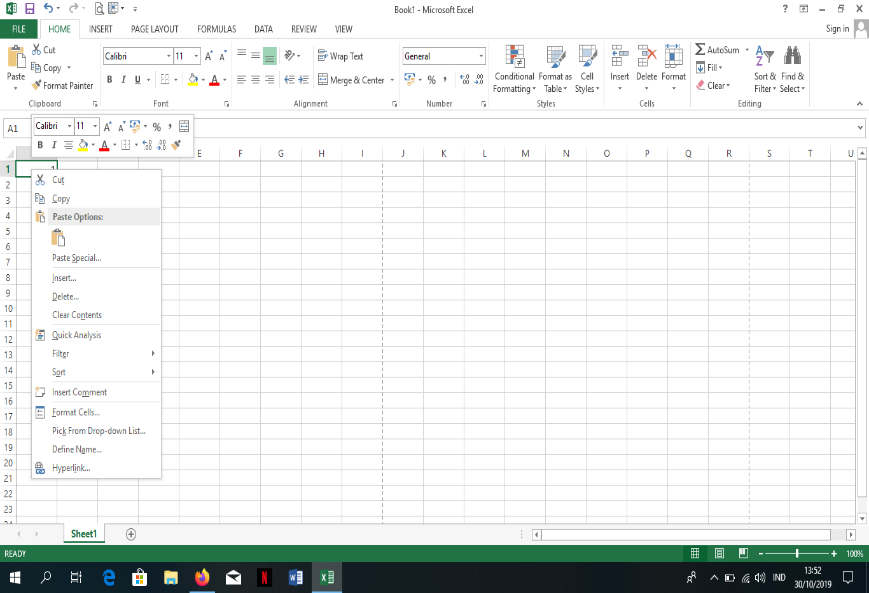 Book1 - Microsoft Excel
?
FILE HOME INSERT PAGE LAYOUT FORMULAS DATA REVIEW VIEW Sign in
Paste
Cut
Copy
Format Painter
Clipboard
Calibri 11
B I U
Font
Wrap Text
Merge & Center
Alignment
General
%
Number
Conditional Formatting
Format as Table
Cell Styles
Styles
Insert Delete Format
Cells
AutoSum
Fill
Clear
Sort & Filter
Find & Select
Editing
A1
Calibri 11 %
B I
E F G H I J K L M N O P Q R S T U
1
2
3
4
5
6
7
8
9
10
11
12
13
14
15
16
17
18
19
20
21
22
23
Cut
Copy
Paste Options:
Paste Special...
Insert...
Delete...
Clear Contents
Quick Analysis
Filter
Sort
Insert Comment
Format Cells...
Pick From Drop-down List...
Define Name...
Hyperlink...
Sheet1
READY 100%
IND
13:52
30/10/2019